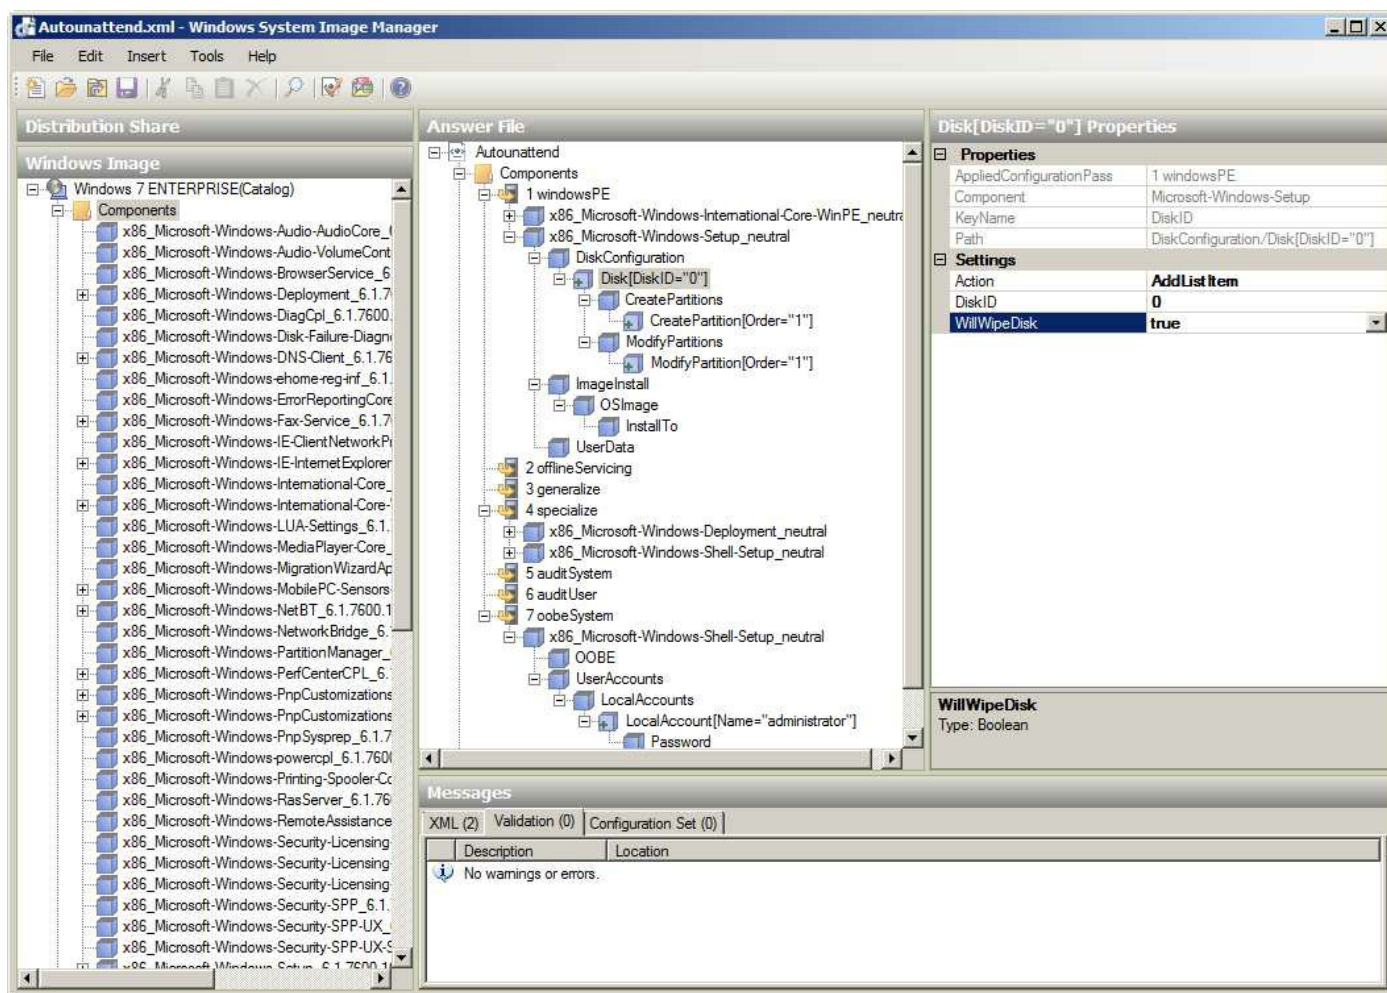 Autounattend.xml - Windows System Image Manager
File Edit Insert Tools Help
Distribution Share
Windows Image
Windows 7 ENTERPRISE(Catalog)
Components
x86_Microsoft-Windows-Audio-AudioCore_
x86_Microsoft-Windows-Audio-VolumeCont
x86_Microsoft-Windows-BrowserService_6
x86_Microsoft-Windows-Deployment_6.1.7
x86_Microsoft-Windows-DiagCpl_6.1.7600.
x86_Microsoft-Windows-Disk-Failure-Diagn
x86_Microsoft-Windows-DNS-Client_6.1.76
x86_Microsoft-Windows-ehome-reg-inf_6.1.
x86_Microsoft-Windows-ErrorReportingCore
x86_Microsoft-Windows-Fax-Service_6.1.7
x86_Microsoft-Windows-IE-ClientNetworkPr
x86_Microsoft-Windows-IE-InternetExplorer
x86_Microsoft-Windows-International-Core_
x86_Microsoft-Windows-International-Core-
x86_Microsoft-Windows-LUA-Settings_6.1.
x86_Microsoft-Windows-MediaPlayer-Core_
x86_Microsoft-Windows-MigrationWizardAp
x86_Microsoft-Windows-MobilePC-Sensors-
x86_Microsoft-Windows-NetBT_6.1.7600.1
x86_Microsoft-Windows-NetworkBridge_6.
x86_Microsoft-Windows-PartitionManager_
x86_Microsoft-Windows-PerfCenterCPL_6.
x86_Microsoft-Windows-PnpCustomizations
x86_Microsoft-Windows-PnpCustomizations
x86_Microsoft-Windows-PnpSysprep_6.1.7
x86_Microsoft-Windows-powercpl_6.1.7600
x86_Microsoft-Windows-Printing-Spooler-Co
x86_Microsoft-Windows-RasServer_6.1.76
x86_Microsoft-Windows-RemoteAssistance
x86_Microsoft-Windows-Security-Licensing-
x86_Microsoft-Windows-Security-Licensing-
x86_Microsoft-Windows-Security-Licensing-
x86_Microsoft-Windows-Security-SPP_6.1.
x86_Microsoft-Windows-Security-SPP-UX_
x86_Microsoft-Windows-Security-SPP-UX-S
x86_Microsoft-Windows-Setup_6.1.7600.1
Answer File
Autounattend
Components
1 windowsPE
x86_Microsoft-Windows-International-Core-WinPE_neutra
x86_Microsoft-Windows-Setup_neutral
DiskConfiguration
Disk[DiskID="0"]
CreatePartitions
CreatePartition[Order="1"]
ModifyPartitions
ModifyPartition[Order="1"]
ImageInstall
OSImage
InstallTo
UserData
2 offlineServicing
3 generalize
4 specialize
x86_Microsoft-Windows-Deployment_neutral
x86_Microsoft-Windows-Shell-Setup_neutral
5 auditSystem
6 auditUser
7 oobeSystem
x86_Microsoft-Windows-Shell-Setup_neutral
OOBE
UserAccounts
LocalAccounts
LocalAccount[Name="administrator"]
Password
Disk[DiskID="0"] Properties
Properties
AppliedConfigurationPass 1 windowsPE
Component Microsoft-Windows-Setup
KeyName DiskID
Path DiskConfiguration/Disk[DiskID="0"]
Settings
Action AddListItem
DiskID 0
WillWipeDisk true
WillWipeDisk
Type: Boolean
Messages
XML (2) Validation (0) Configuration Set (0)
Description Location
No warnings or errors.